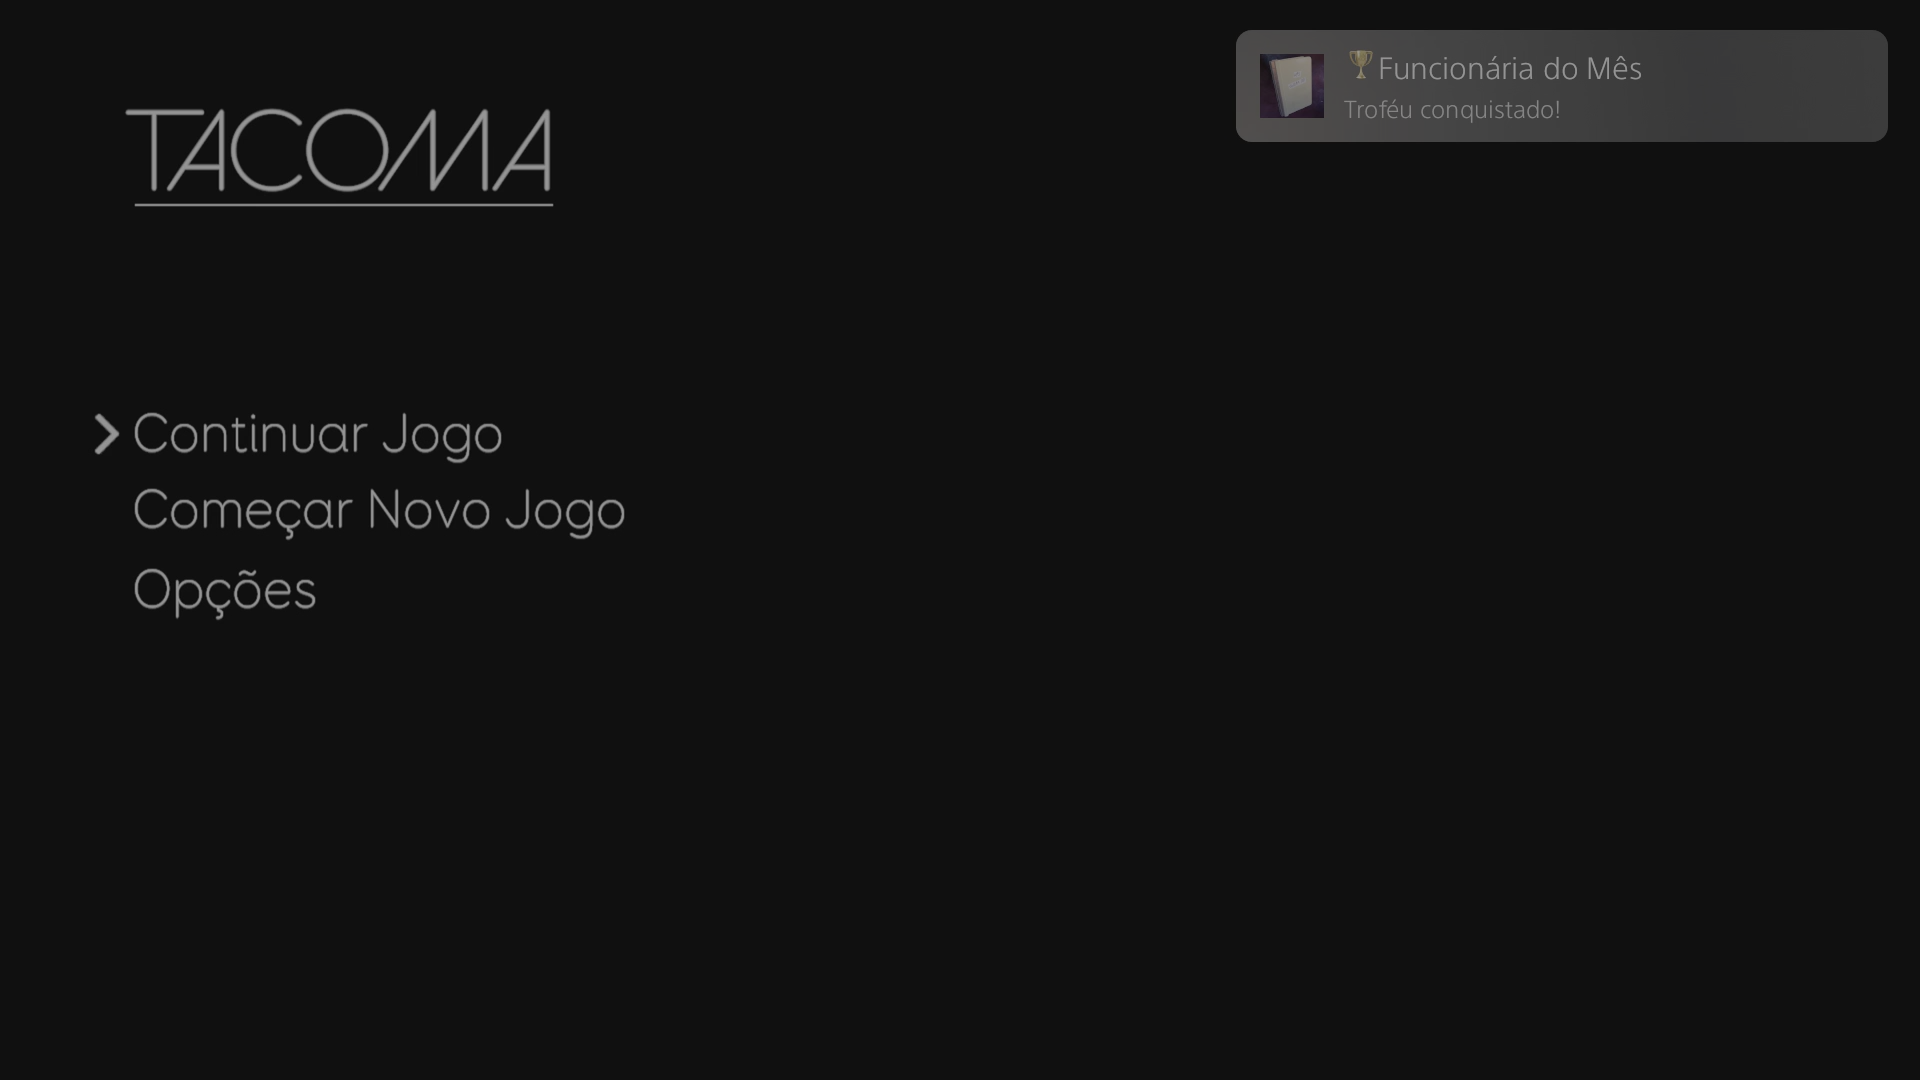 TACOMA
Funcionária do Mês
Troféu conquistado!
Continuar Jogo
Começar Novo Jogo
Opções